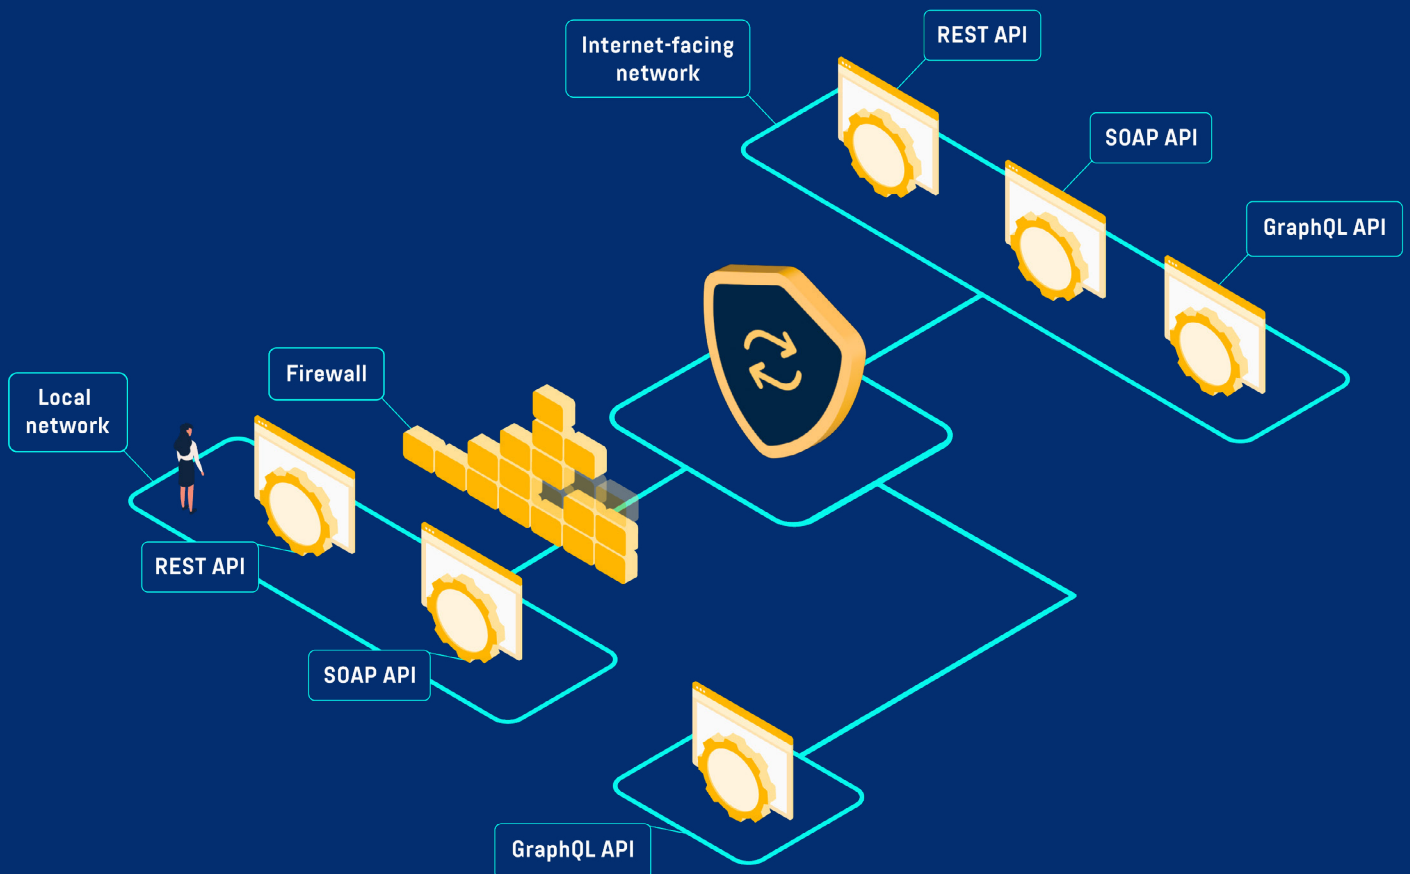 Internet-facing
network
REST API
SOAP API
GraphQL API
Firewall
Local
network
REST API
SOAP API
GraphQL API